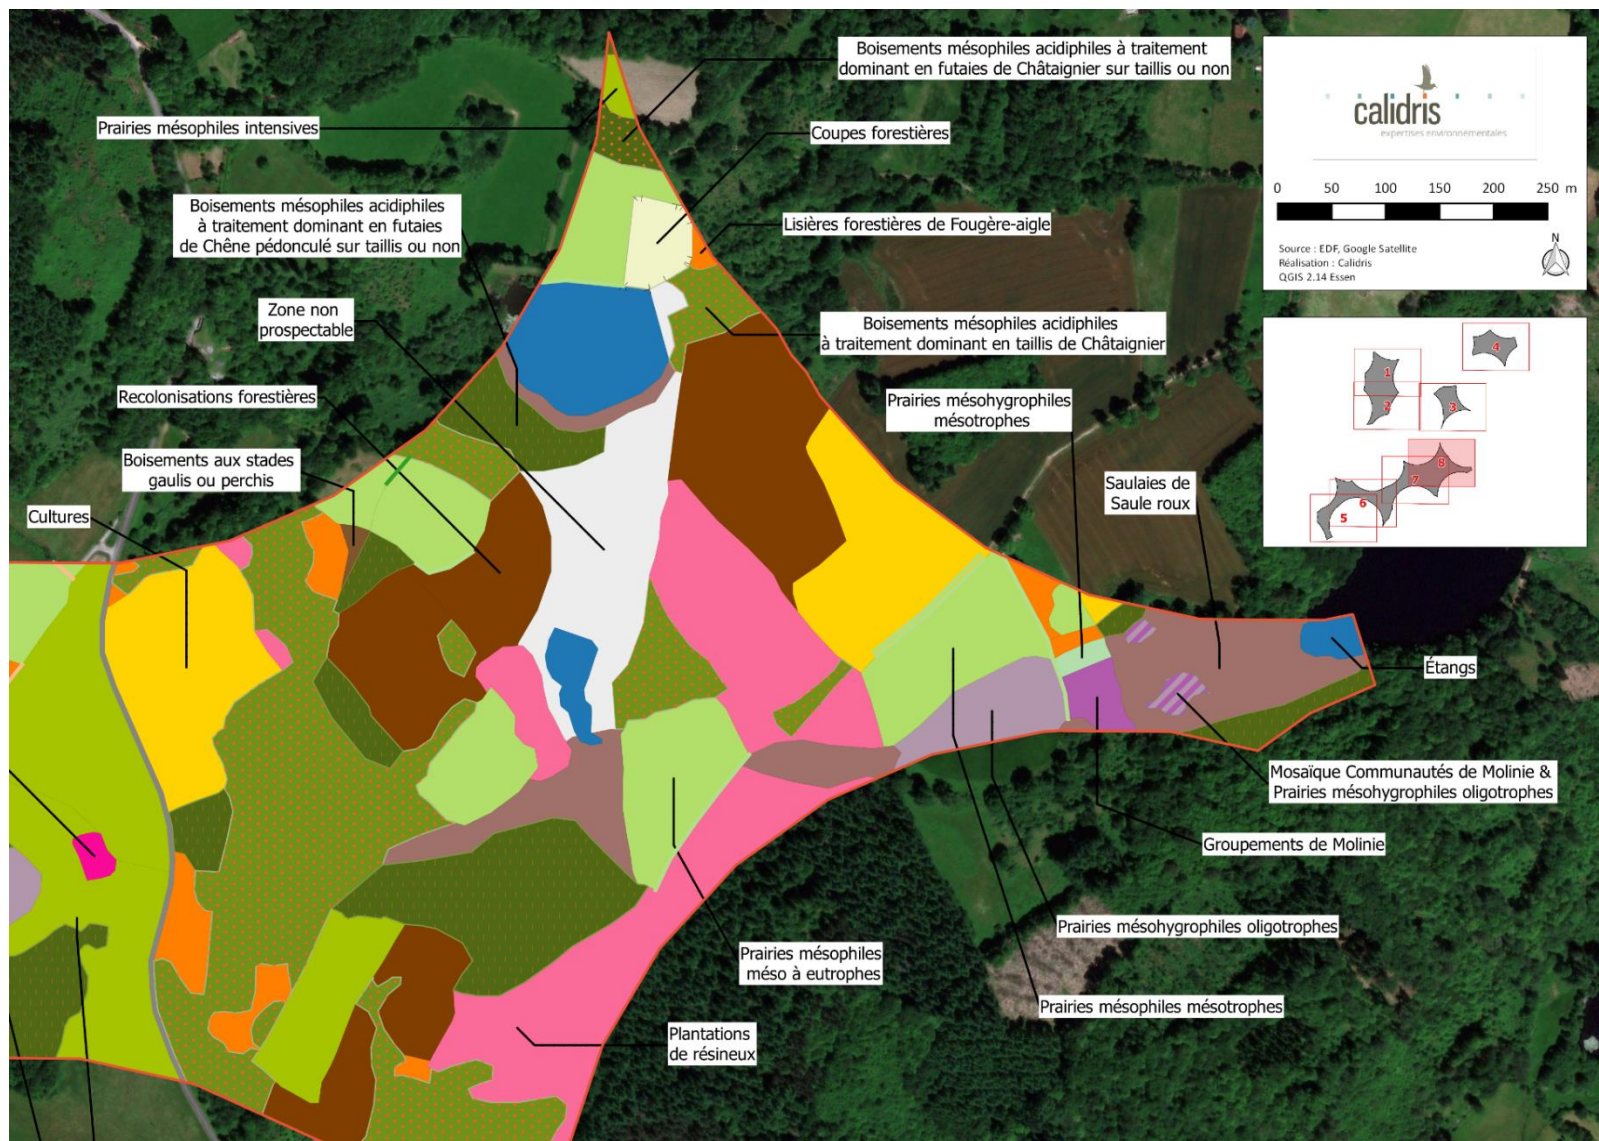 Boisements mésophiles acidiphiles à traitement
dominant en futaies de Châtaignier sur taillis ou non
Prairies mésophiles intensives
Coupes forestières
Boisements mésophiles acidiphiles
à traitement dominant en futaies
de Chêne pédonculé sur taillis ou non
Lisières forestières de Fougère-aigle
Zone non
prospectable
Boisements mésophiles acidiphiles
à traitement dominant en taillis de Châtaignier
Recolonisations forestières
Prairies mésohygrophiles
mésotrophes
Boisements aux stades
gaulis ou perchis
Saulaies de
Saule roux
Cultures
Étangs
Mosaïque Communautés de Molinie &
Prairies mésohygrophiles oligotrophes
Groupements de Molinie
Prairies mésohygrophiles oligotrophes
Prairies mésophiles
méso à eutrophes
Prairies mésophiles mésotrophes
Plantations
de résineux
calidris
expertises environnementales
0 50 100 150 200 250 m
Source : EDF, Google Satellite
Réalisation : Calidris
QGIS 2.14 Essen
N
1
2
3
4
5
6
7
8